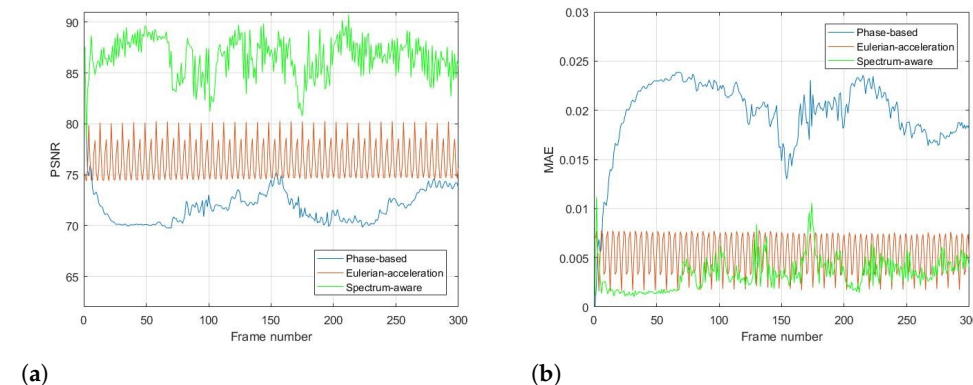 90
85
80
75
70
65
PSNR
0
50
100
150
200
250
300
Frame number
Phase-based
Eulerian-acceleration
Spectrum-aware
(a)
0.03
0.025
0.02
0.015
0.01
0.005
0
MAE
0
50
100
150
200
250
300
Frame number
Phase-based
Eulerian-acceleration
Spectrum-aware
(b)